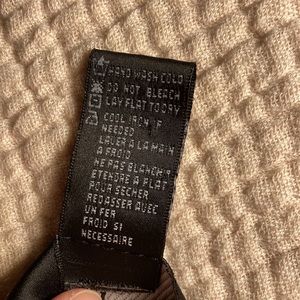 HAND WASH COLD
DO NOT BLEACH
LAY FLAT TO DRY
COOL IRON IF
NEEDED
LAVER A LA MAIN
A FROID
NE PAS BLANCHIR
ETENDRE A PLAT
POUR SECHER
REDASSER AVEC
UN FER
FROID SI
NECESSAIRE